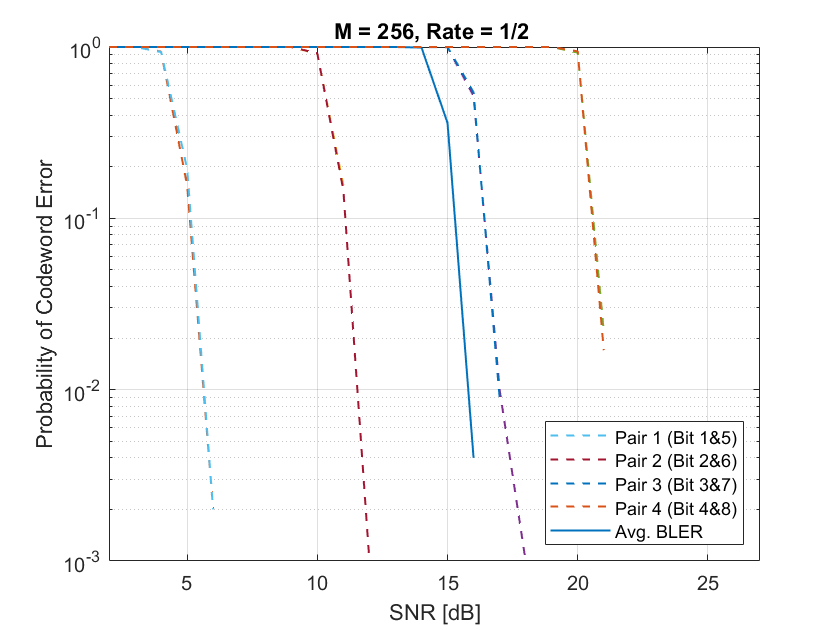 M = 256, Rate = 1/2
Probability of Codeword Error
10^0
10^-1
10^-2
10^-3
5 10 15 20 25
SNR [dB]
Pair 1 (Bit 1&5)
Pair 2 (Bit 2&6)
Pair 3 (Bit 3&7)
Pair 4 (Bit 4&8)
Avg. BLER